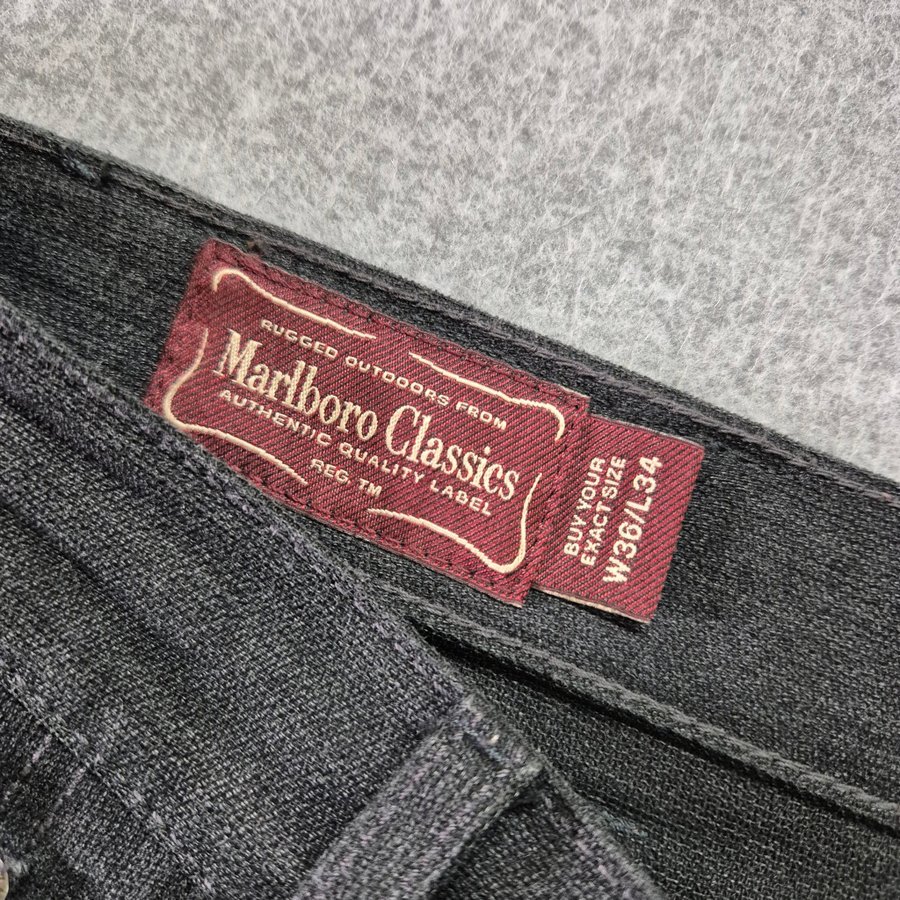 RUGGED OUTDOORS FROM
Marlboro Classics
AUTHENTIC QUALITY LABEL
REG TM
BUY YOUR
EXACT SIZE
W36/L34